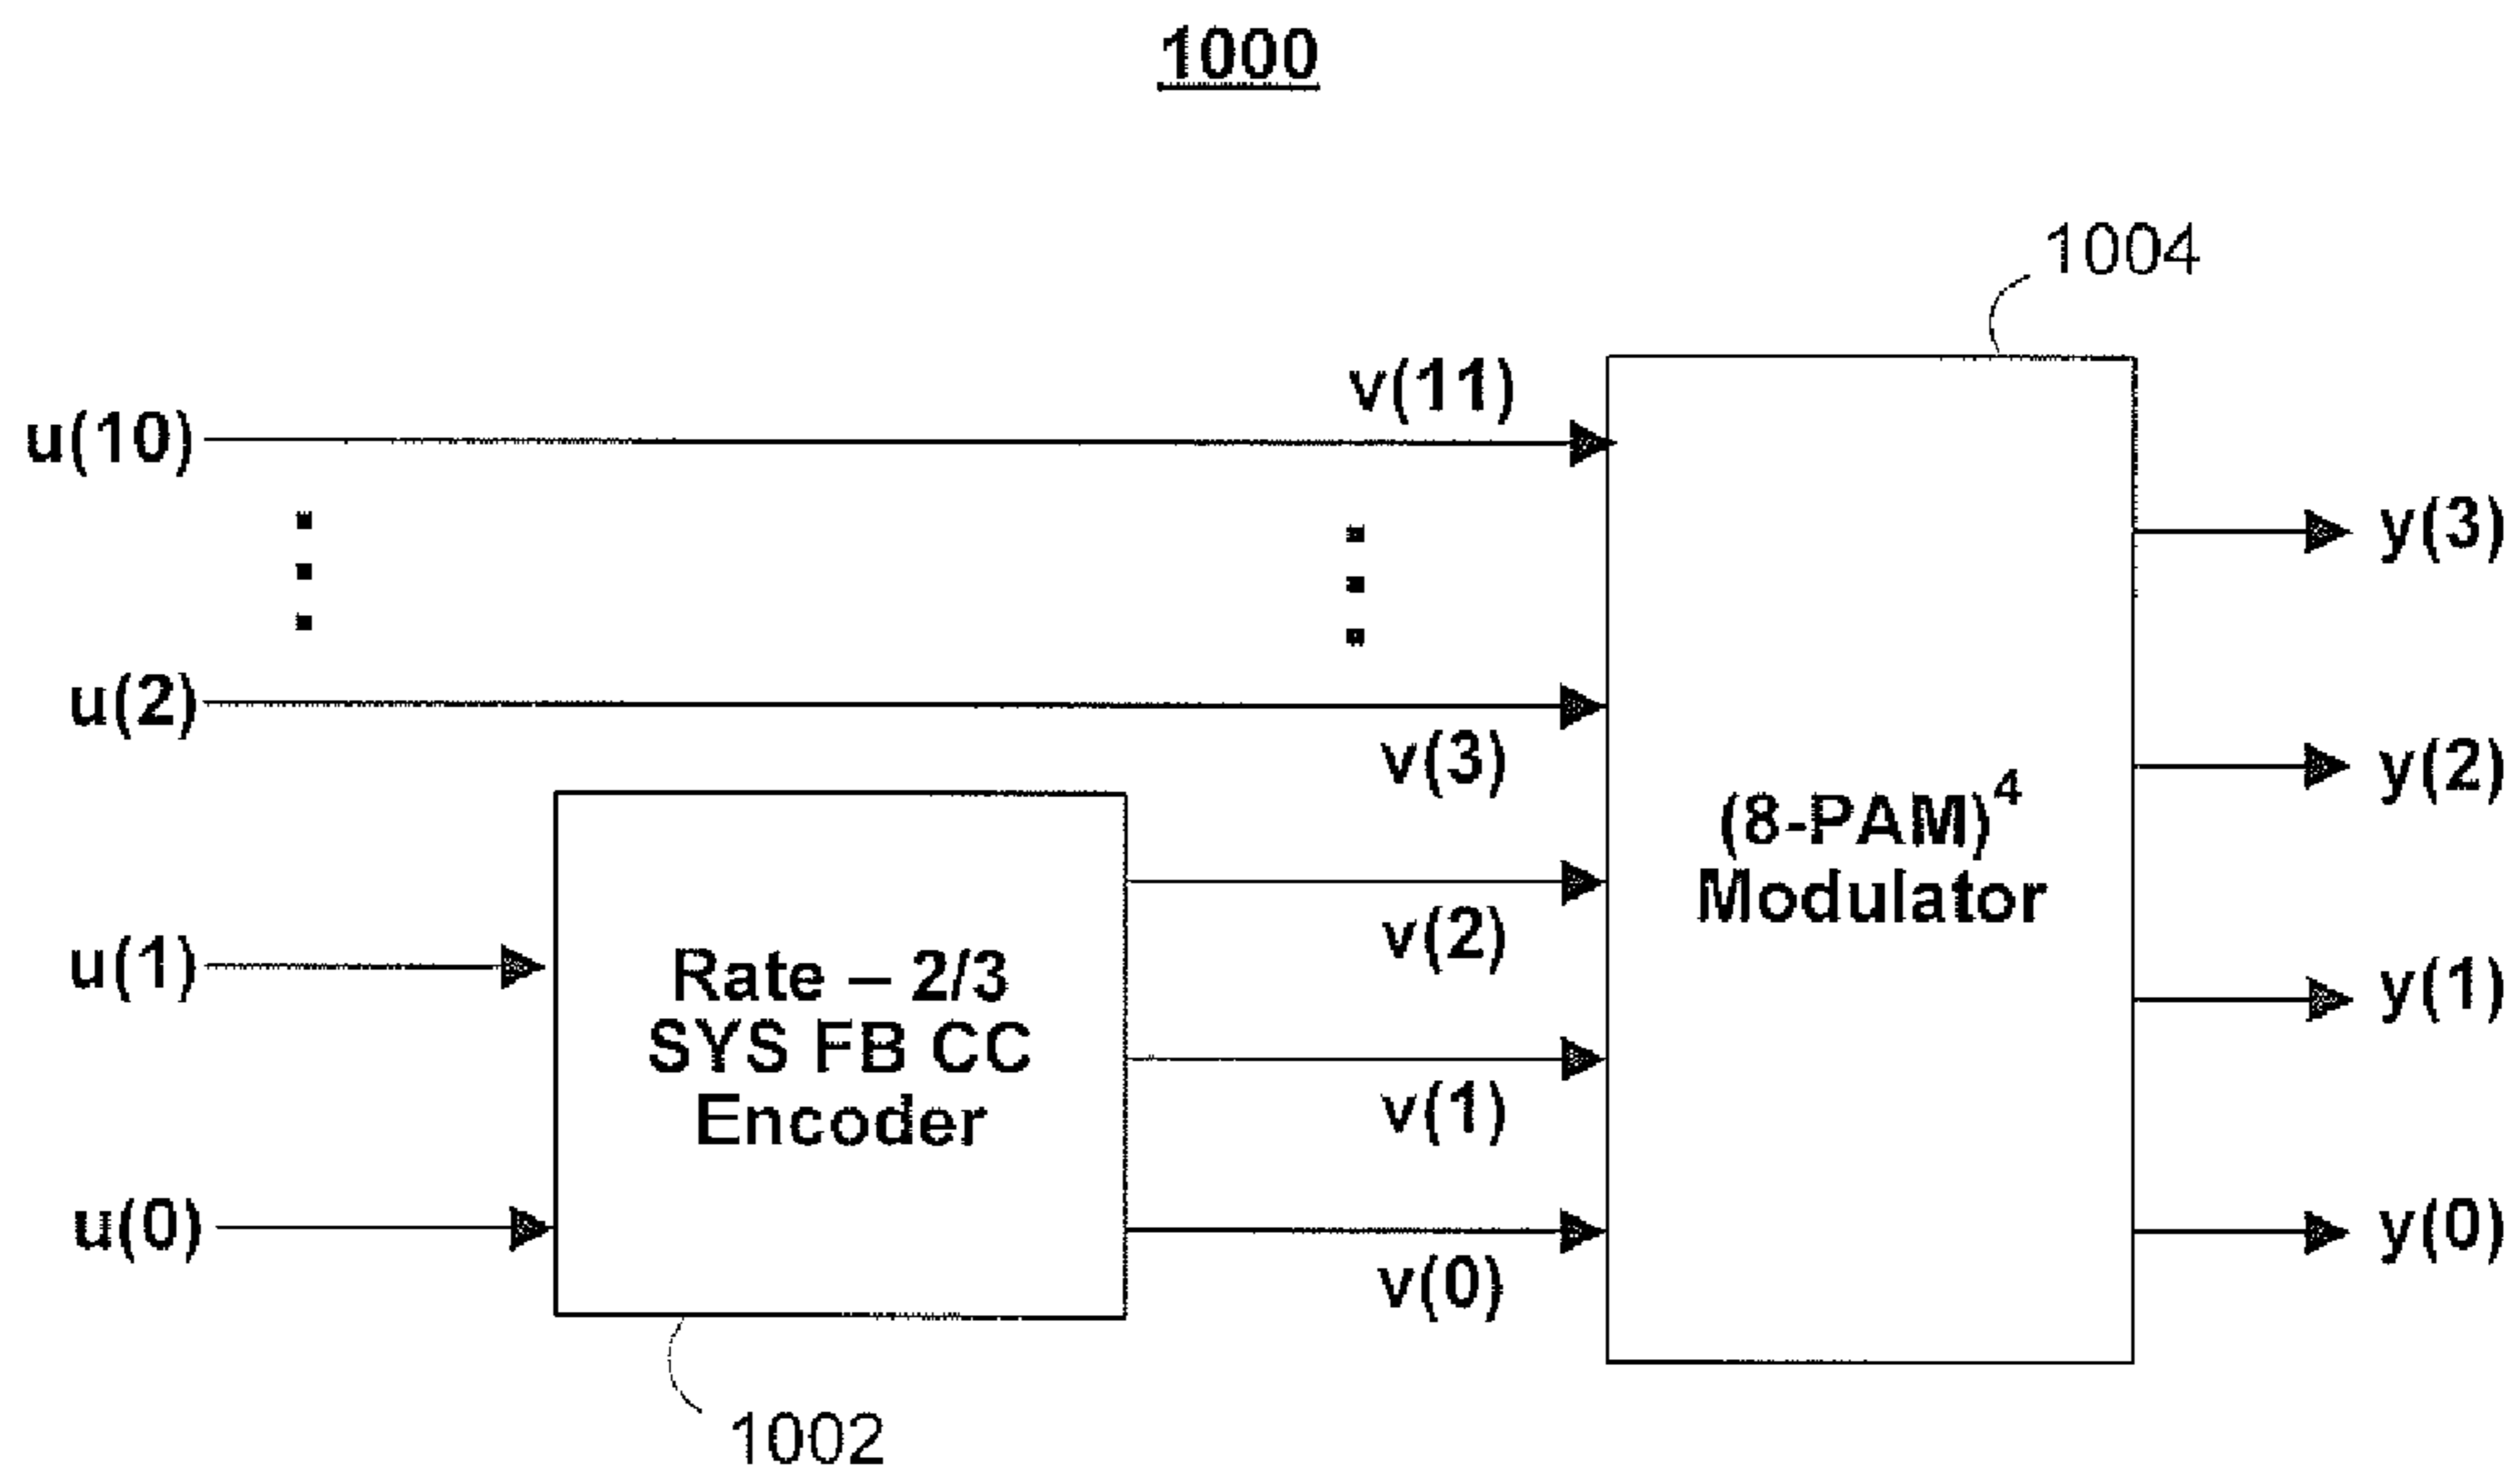 1000
1004
v(11)
u(10)
y(3)
u(2)
v(3)
y(2)
(8-PAM)⁴
Modulator
v(2)
u(1)
Rate – 2/3
SYS FB CC
Encoder
y(1)
v(1)
u(0)
v(0)
y(0)
1002